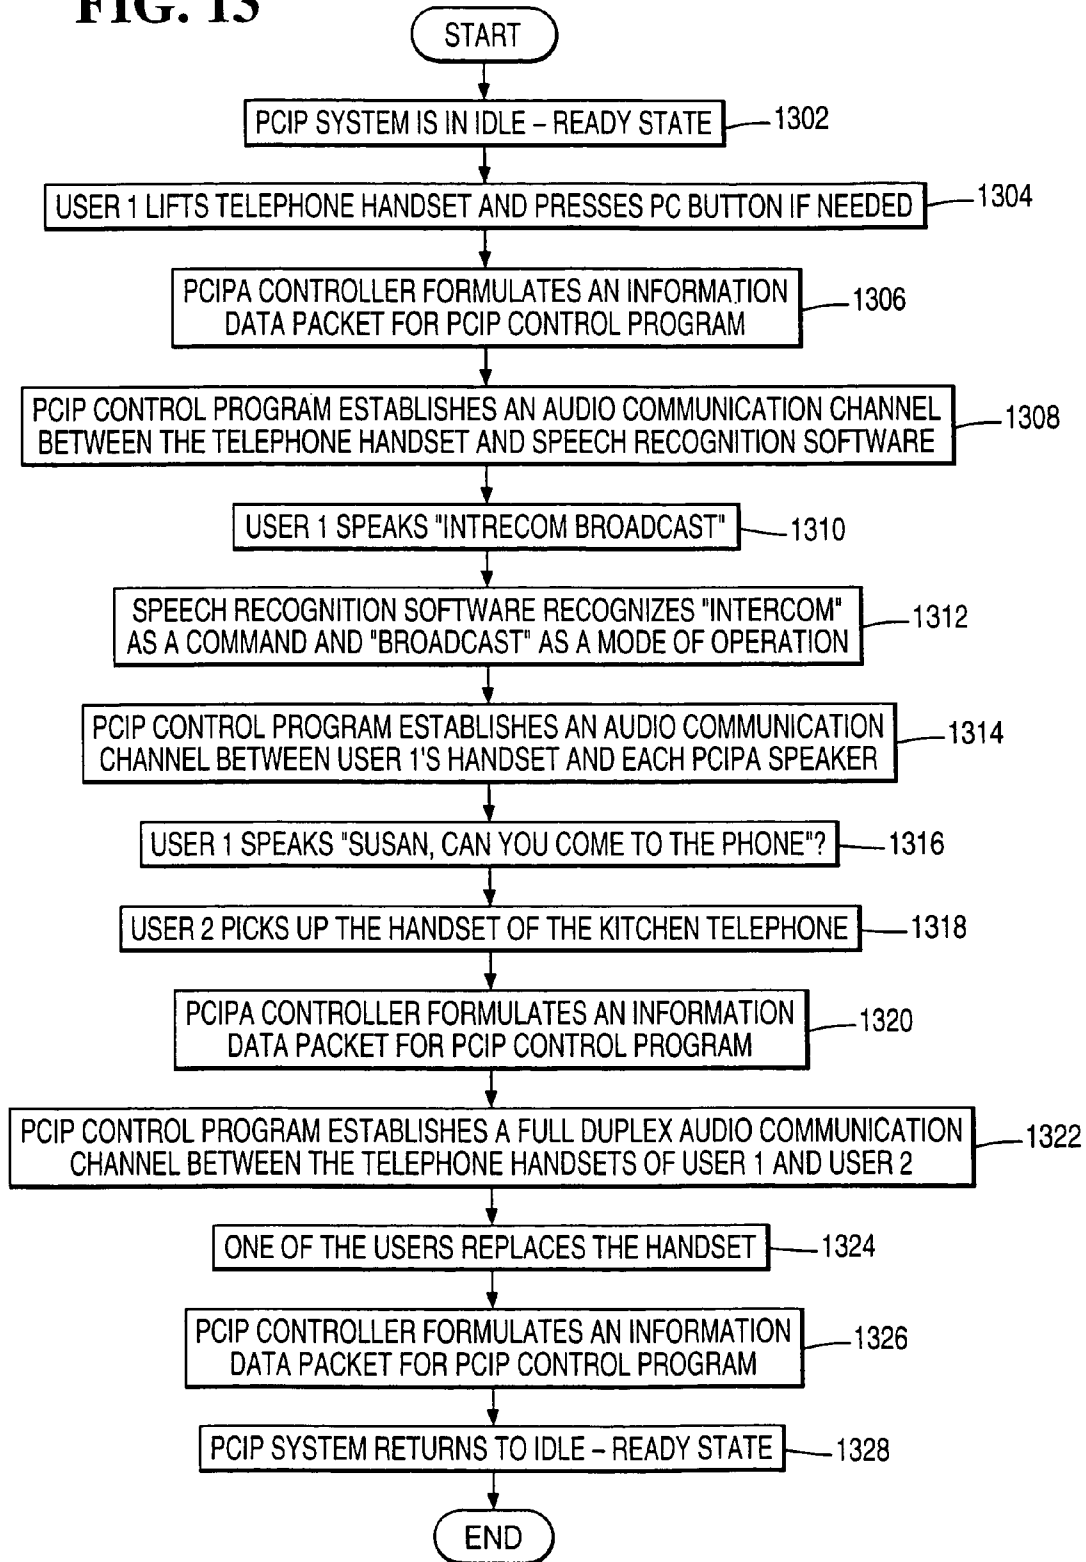 FIG. 13
START
PCIP SYSTEM IS IN IDLE – READY STATE
1302
USER 1 LIFTS TELEPHONE HANDSET AND PRESSES PC BUTTON IF NEEDED
1304
PCIPA CONTROLLER FORMULATES AN INFORMATION
DATA PACKET FOR PCIP CONTROL PROGRAM
1306
PCIP CONTROL PROGRAM ESTABLISHES AN AUDIO COMMUNICATION CHANNEL
BETWEEN THE TELEPHONE HANDSET AND SPEECH RECOGNITION SOFTWARE
1308
USER 1 SPEAKS "INTRECOM BROADCAST"
1310
SPEECH RECOGNITION SOFTWARE RECOGNIZES "INTERCOM"
AS A COMMAND AND "BROADCAST" AS A MODE OF OPERATION
1312
PCIP CONTROL PROGRAM ESTABLISHES AN AUDIO COMMUNICATION
CHANNEL BETWEEN USER 1'S HANDSET AND EACH PCIPA SPEAKER
1314
USER 1 SPEAKS "SUSAN, CAN YOU COME TO THE PHONE"?
1316
USER 2 PICKS UP THE HANDSET OF THE KITCHEN TELEPHONE
1318
PCIPA CONTROLLER FORMULATES AN INFORMATION
DATA PACKET FOR PCIP CONTROL PROGRAM
1320
PCIP CONTROL PROGRAM ESTABLISHES A FULL DUPLEX AUDIO COMMUNICATION
CHANNEL BETWEEN THE TELEPHONE HANDSETS OF USER 1 AND USER 2
1322
ONE OF THE USERS REPLACES THE HANDSET
1324
PCIP CONTROLLER FORMULATES AN INFORMATION
DATA PACKET FOR PCIP CONTROL PROGRAM
1326
PCIP SYSTEM RETURNS TO IDLE – READY STATE
1328
END